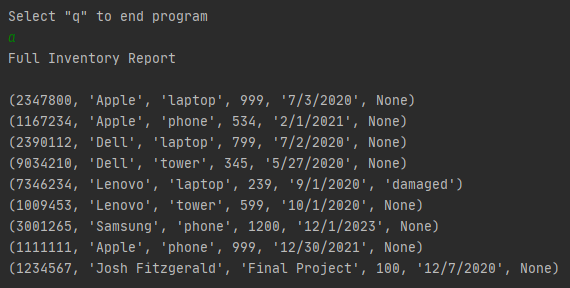 Select "q" to end program
a
Full Inventory Report
(2347800, 'Apple', 'laptop', 999, '7/3/2020', None)
(1167234, 'Apple', 'phone', 534, '2/1/2021', None)
(2390112, 'Dell', 'laptop', 799, '7/2/2020', None)
(9034210, 'Dell', 'tower', 345, '5/27/2020', None)
(7346234, 'Lenovo', 'laptop', 239, '9/1/2020', 'damaged')
(1009453, 'Lenovo', 'tower', 599, '10/1/2020', None)
(3001265, 'Samsung', 'phone', 1200, '12/1/2023', None)
(1111111, 'Apple', 'phone', 999, '12/30/2021', None)
(1234567, 'Josh Fitzgerald', 'Final Project', 100, '12/7/2020', None)